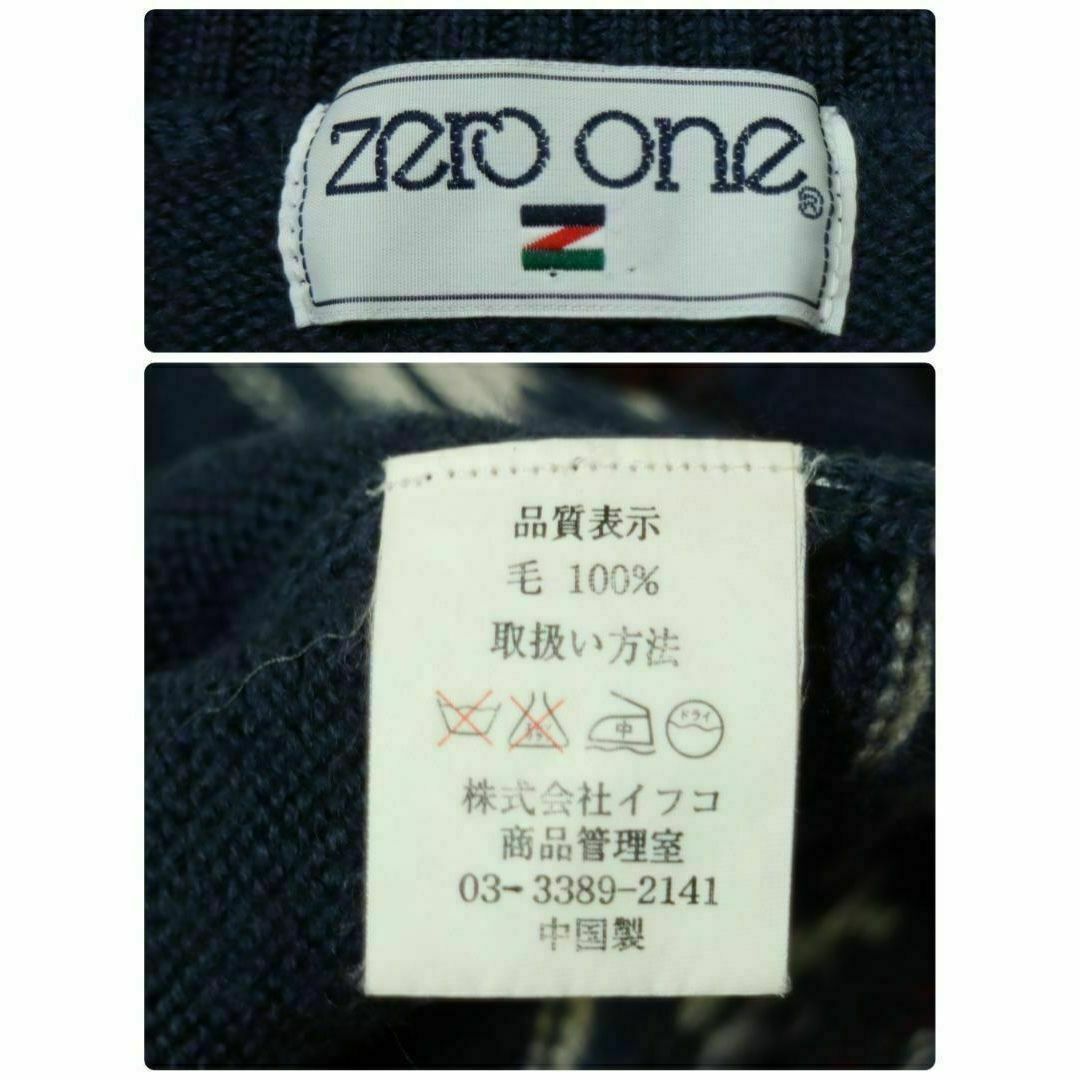 zero one®
品質表示
毛 100%
取扱い方法
中 ドライ
株式会社イフコ
商品管理室
03-3389-2141
中国製